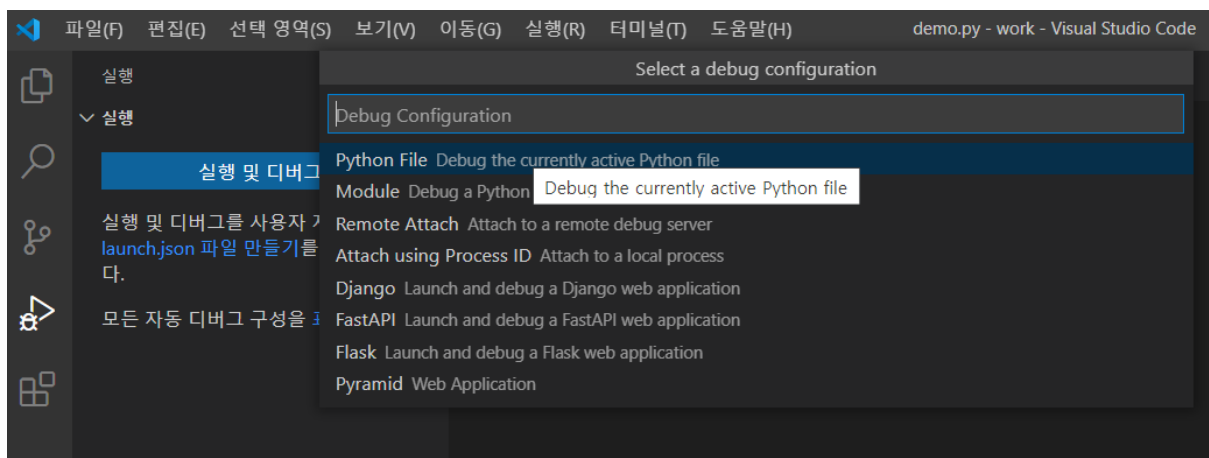 파일(F) 편집(E) 선택 영역(S) 보기(V) 이동(G) 실행(R) 터미널(T) 도움말(H) demo.py - work - Visual Studio Code
실행
실행
실행 및 디버그
실행 및 디버그를 사용자
launch.json 파일 만들기를
다.
모든 자동 디버그 구성을
Select a debug configuration
Debug Configuration
Python File Debug the currently active Python file
Debug the currently active Python file
Module Debug a Python
Remote Attach Attach to a remote debug server
Attach using Process ID Attach to a local process
Django Launch and debug a Django web application
FastAPI Launch and debug a FastAPI web application
Flask Launch and debug a Flask web application
Pyramid Web Application